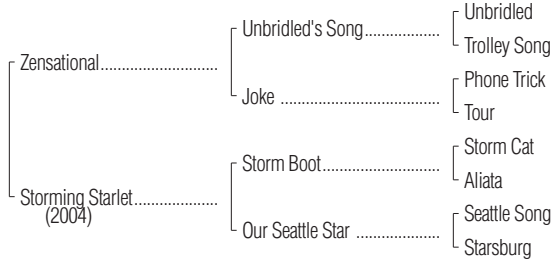 Unbridled
Unbridled's Song..................
Trolley Song
Zensational............................
Phone Trick
Joke ......................................
Tour
Storm Cat
Storm Boot............................
Aliata
Storming Starlet....................
(2004)
Seattle Song
Our Seattle Star ....................
Starsburg